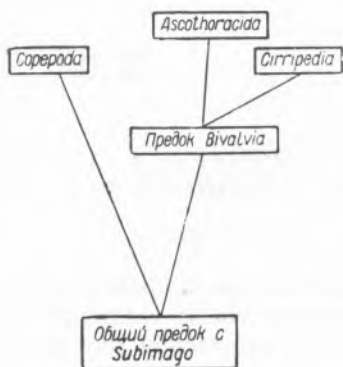 Ascothoracida
Copepoda
Cirripedia
Предок Bivalvia
Общий предок с
Subimago